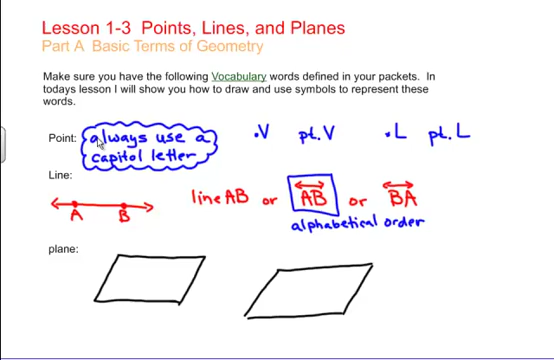 Lesson 1-3 Points, Lines, and Planes
Part A Basic Terms of Geometry
Make sure you have the following Vocabulary words defined in your packets. In
todays lesson I will show you how to draw and use symbols to represent these
words.
Point: always use a .V pt. V .L pt. L
capitol letter
Line:
A B line AB or AB or BA
alphabetical order
plane: